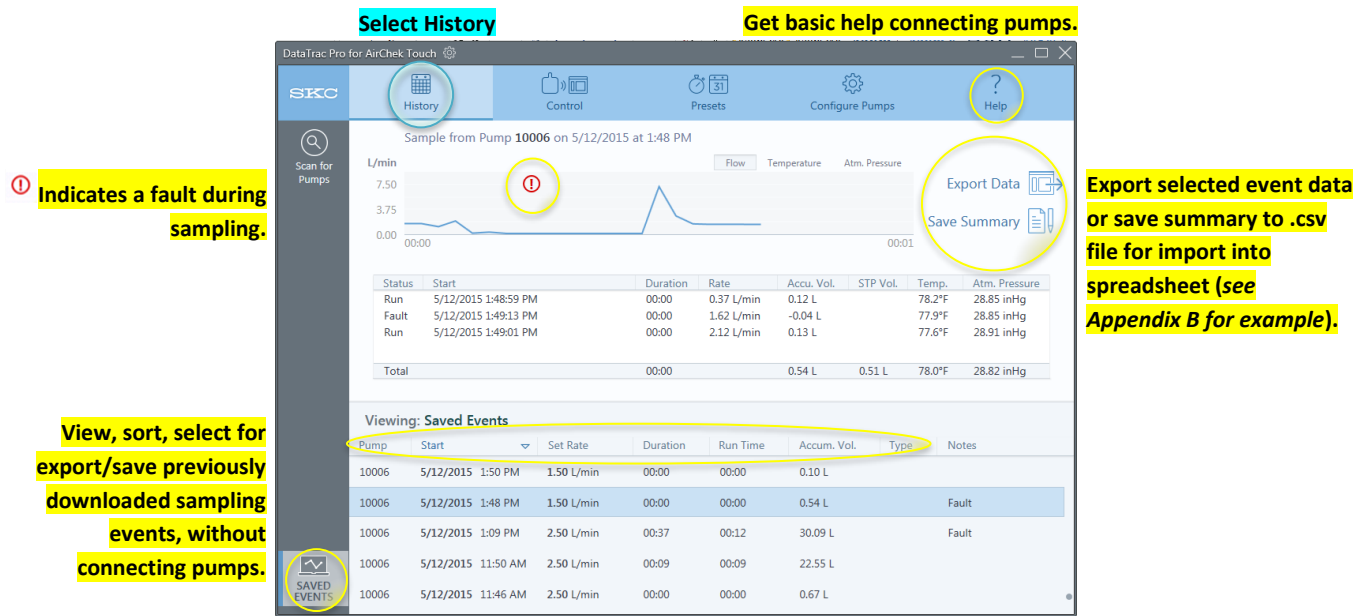 Select History
Get basic help connecting pumps.
DataTrac Pro for AirChek Touch
SKC
History
Control
31
Presets
Configure Pumps
?
Help
Scan for
Pumps
Sample from Pump 10006 on 5/12/2015 at 1:48 PM
L/min
Flow Temperature Atm. Pressure
7.50
3.75
0.00
00:00 00:01
Export Data
Save Summary
Indicates a fault during
sampling.
Export selected event data
or save summary to .csv
file for import into
spreadsheet (see
Appendix B for example).
Status Start Duration Rate Accu. Vol. STP Vol. Temp. Atm. Pressure
Run 5/12/2015 1:48:59 PM 00:00 0.37 L/min 0.12 L 78.2°F 28.85 inHg
Fault 5/12/2015 1:49:13 PM 00:00 1.62 L/min -0.04 L 77.9°F 28.85 inHg
Run 5/12/2015 1:49:01 PM 00:00 2.12 L/min 0.13 L 77.6°F 28.91 inHg
Total 00:00 0.54 L 0.51 L 78.0°F 28.82 inHg
Viewing: Saved Events
Pump Start Set Rate Duration Run Time Accum. Vol. Type Notes
10006 5/12/2015 1:50 PM 1.50 L/min 00:00 00:00 0.10 L
10006 5/12/2015 1:48 PM 1.50 L/min 00:00 00:00 0.54 L Fault
10006 5/12/2015 1:09 PM 2.50 L/min 00:37 00:12 30.09 L Fault
10006 5/12/2015 11:50 AM 2.50 L/min 00:09 00:09 22.55 L
10006 5/12/2015 11:46 AM 2.50 L/min 00:00 00:00 0.67 L
View, sort, select for
export/save previously
downloaded sampling
events, without
connecting pumps.
SAVED
EVENTS